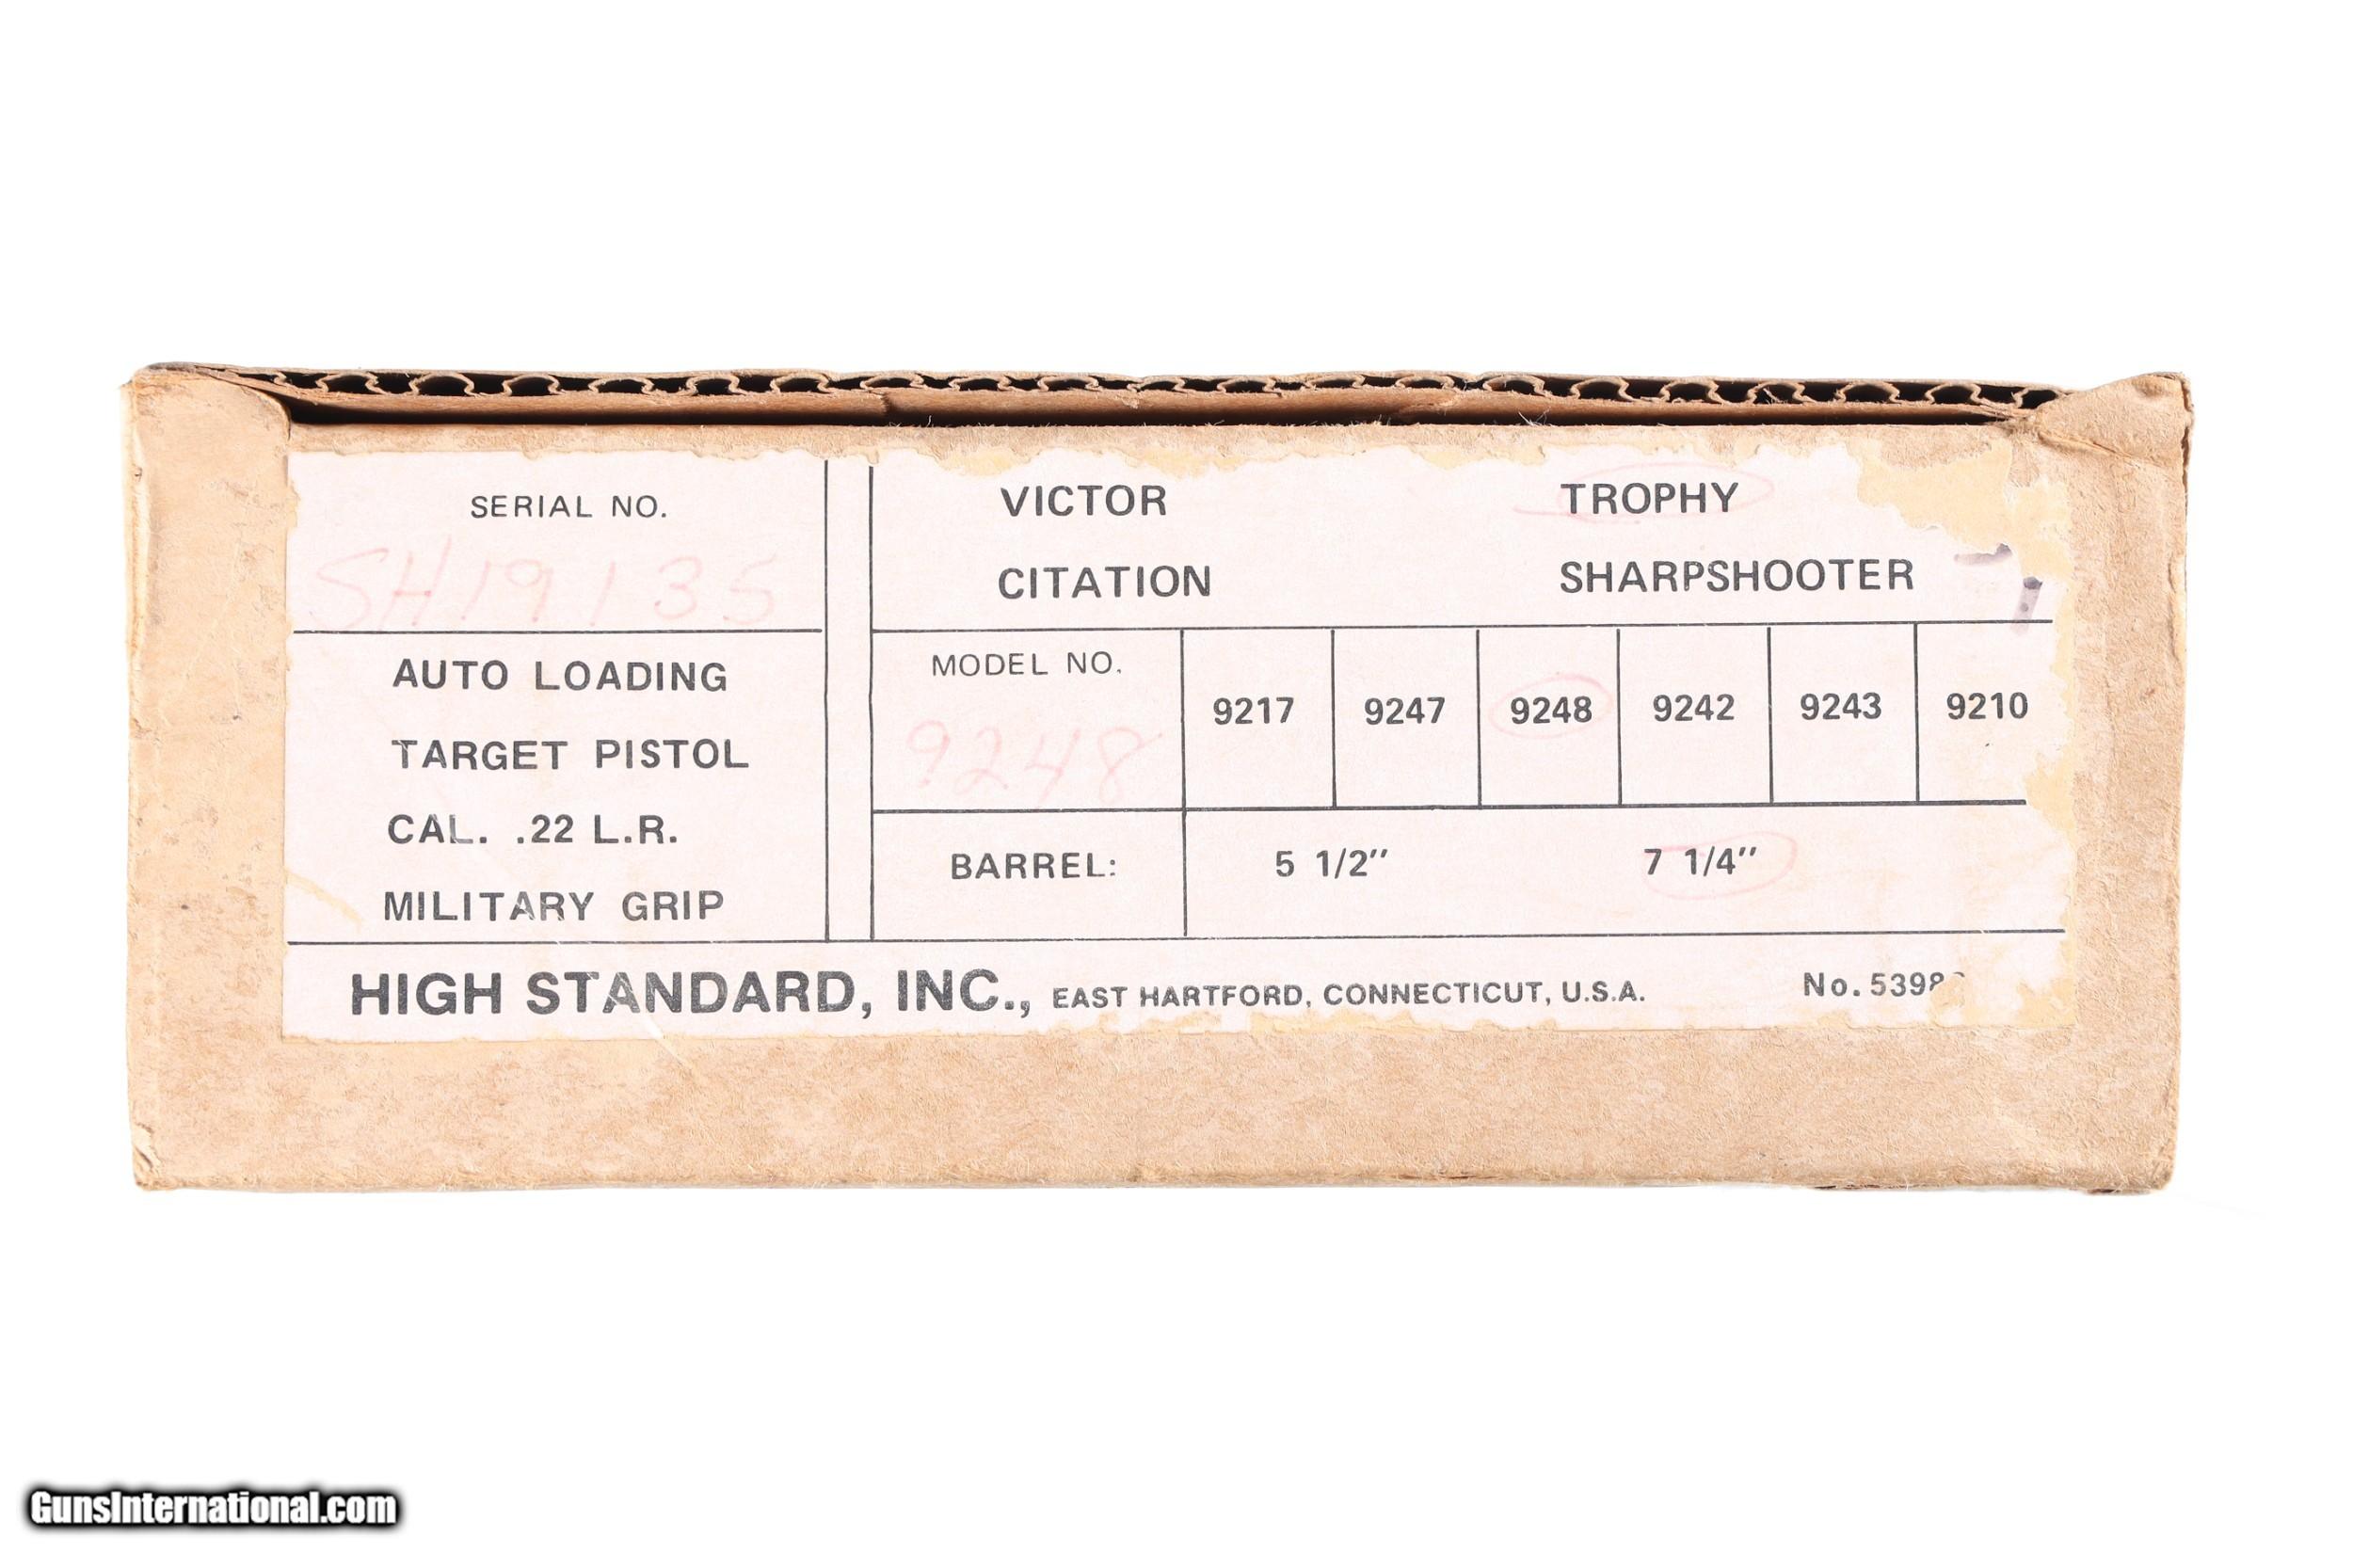 SERIAL NO.
SH19135
AUTO LOADING
TARGET PISTOL
CAL. .22 L.R.
MILITARY GRIP
VICTOR TROPHY
CITATION SHARPSHOOTER
MODEL NO. 9217 9247 9248 9242 9243 9210
9248
BARREL: 5 1/2" 7 1/4"
HIGH STANDARD, INC., EAST HARTFORD, CONNECTICUT, U.S.A. No.
GunsInternational.com